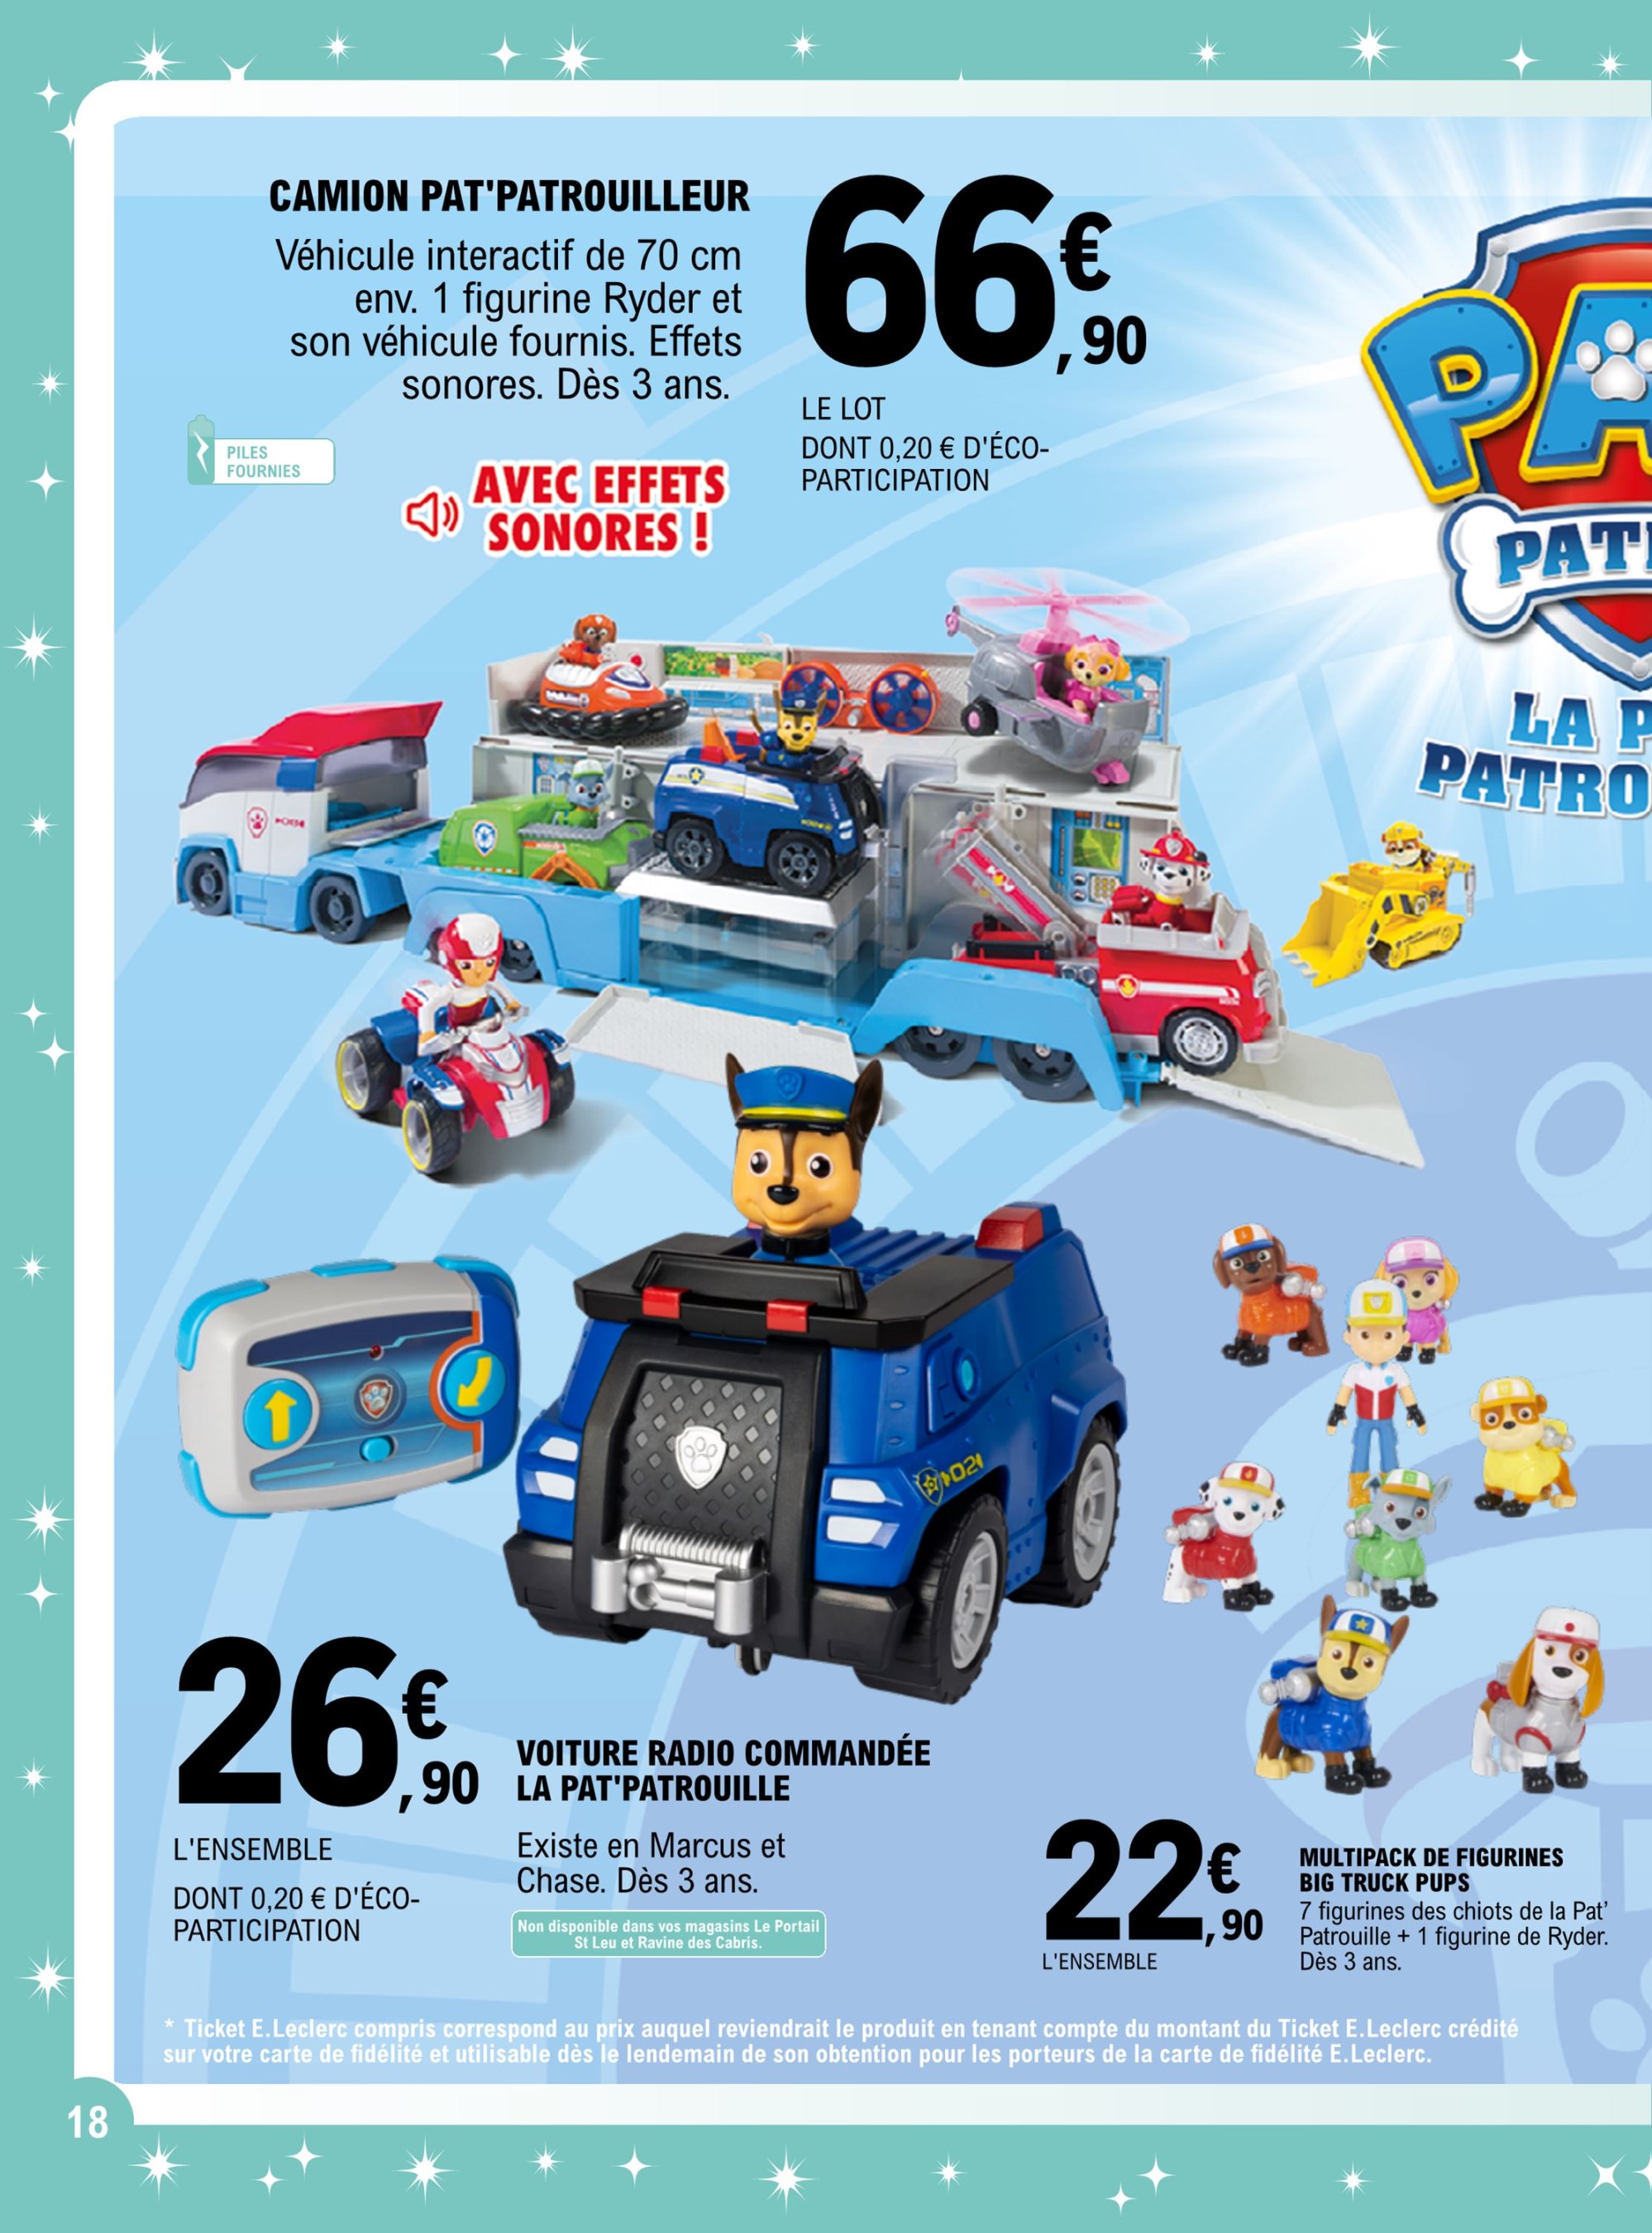 CAMION PAT'PATROUILLEUR
Véhicule interactif de 70 cm
env. 1 figurine Ryder et
son véhicule fournis. Effets
sonores. Dès 3 ans.
66€,90
LE LOT
DONT 0,20 € D'ÉCO-
PARTICIPATION
PILES
FOURNIES
AVEC EFFETS
SONORES !
PA
PAT
LA P
PATRO
26€,90
L'ENSEMBLE
DONT 0,20 € D'ÉCO-
PARTICIPATION
VOITURE RADIO COMMANDÉE
LA PAT'PATROUILLE
Existe en Marcus et
Chase. Dès 3 ans.
Non disponible dans vos magasins Le Portail
St Leu et Ravine des Cabris.
22€,90
L'ENSEMBLE
MULTIPACK DE FIGURINES
BIG TRUCK PUPS
7 figurines des chiots de la Pat'
Patrouille + 1 figurine de Ryder.
Dès 3 ans.
* Ticket E.Leclerc compris correspond au prix auquel reviendrait le produit en tenant compte du montant du Ticket E.Leclerc crédité
sur votre carte de fidélité et utilisable dès le lendemain de son obtention pour les porteurs de la carte de fidélité E.Leclerc.
18